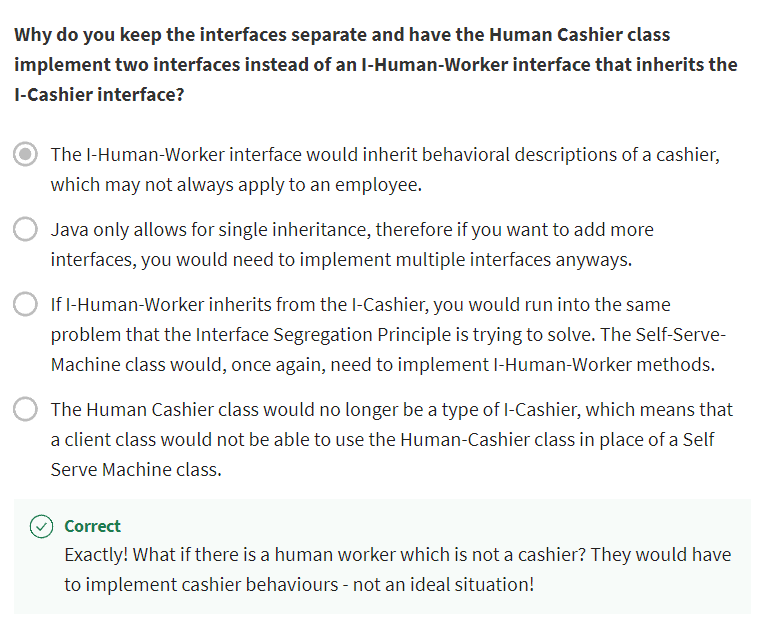 Why do you keep the interfaces separate and have the Human Cashier class
implement two interfaces instead of an I-Human-Worker interface that inherits the
I-Cashier interface?
The I-Human-Worker interface would inherit behavioral descriptions of a cashier,
which may not always apply to an employee.
Java only allows for single inheritance, therefore if you want to add more
interfaces, you would need to implement multiple interfaces anyways.
If I-Human-Worker inherits from the I-Cashier, you would run into the same
problem that the Interface Segregation Principle is trying to solve. The Self-Serve-
Machine class would, once again, need to implement I-Human-Worker methods.
The Human Cashier class would no longer be a type of I-Cashier, which means that
a client class would not be able to use the Human-Cashier class in place of a Self
Serve Machine class.
Correct
Exactly! What if there is a human worker which is not a cashier? They would have
to implement cashier behaviours - not an ideal situation!